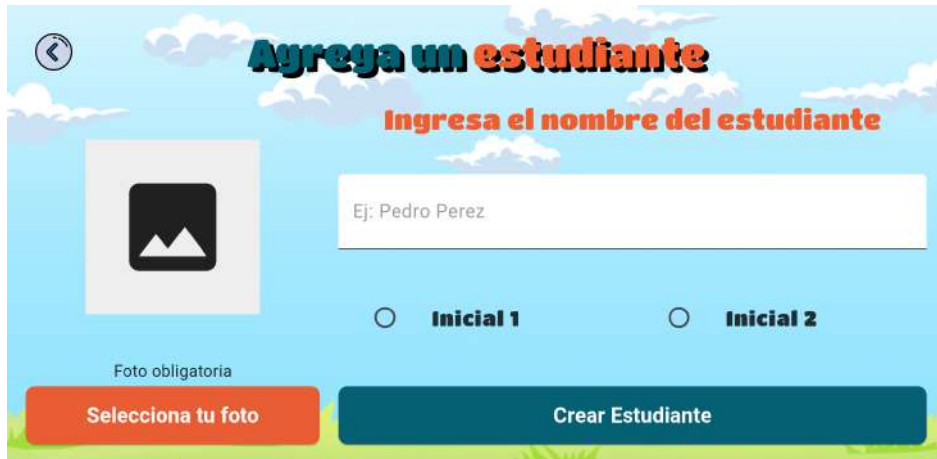 Agrega un estudiante
Ingresa el nombre del estudiante
Ej: Pedro Perez
Inicial 1
Inicial 2
Foto obligatoria
Selecciona tu foto
Crear Estudiante